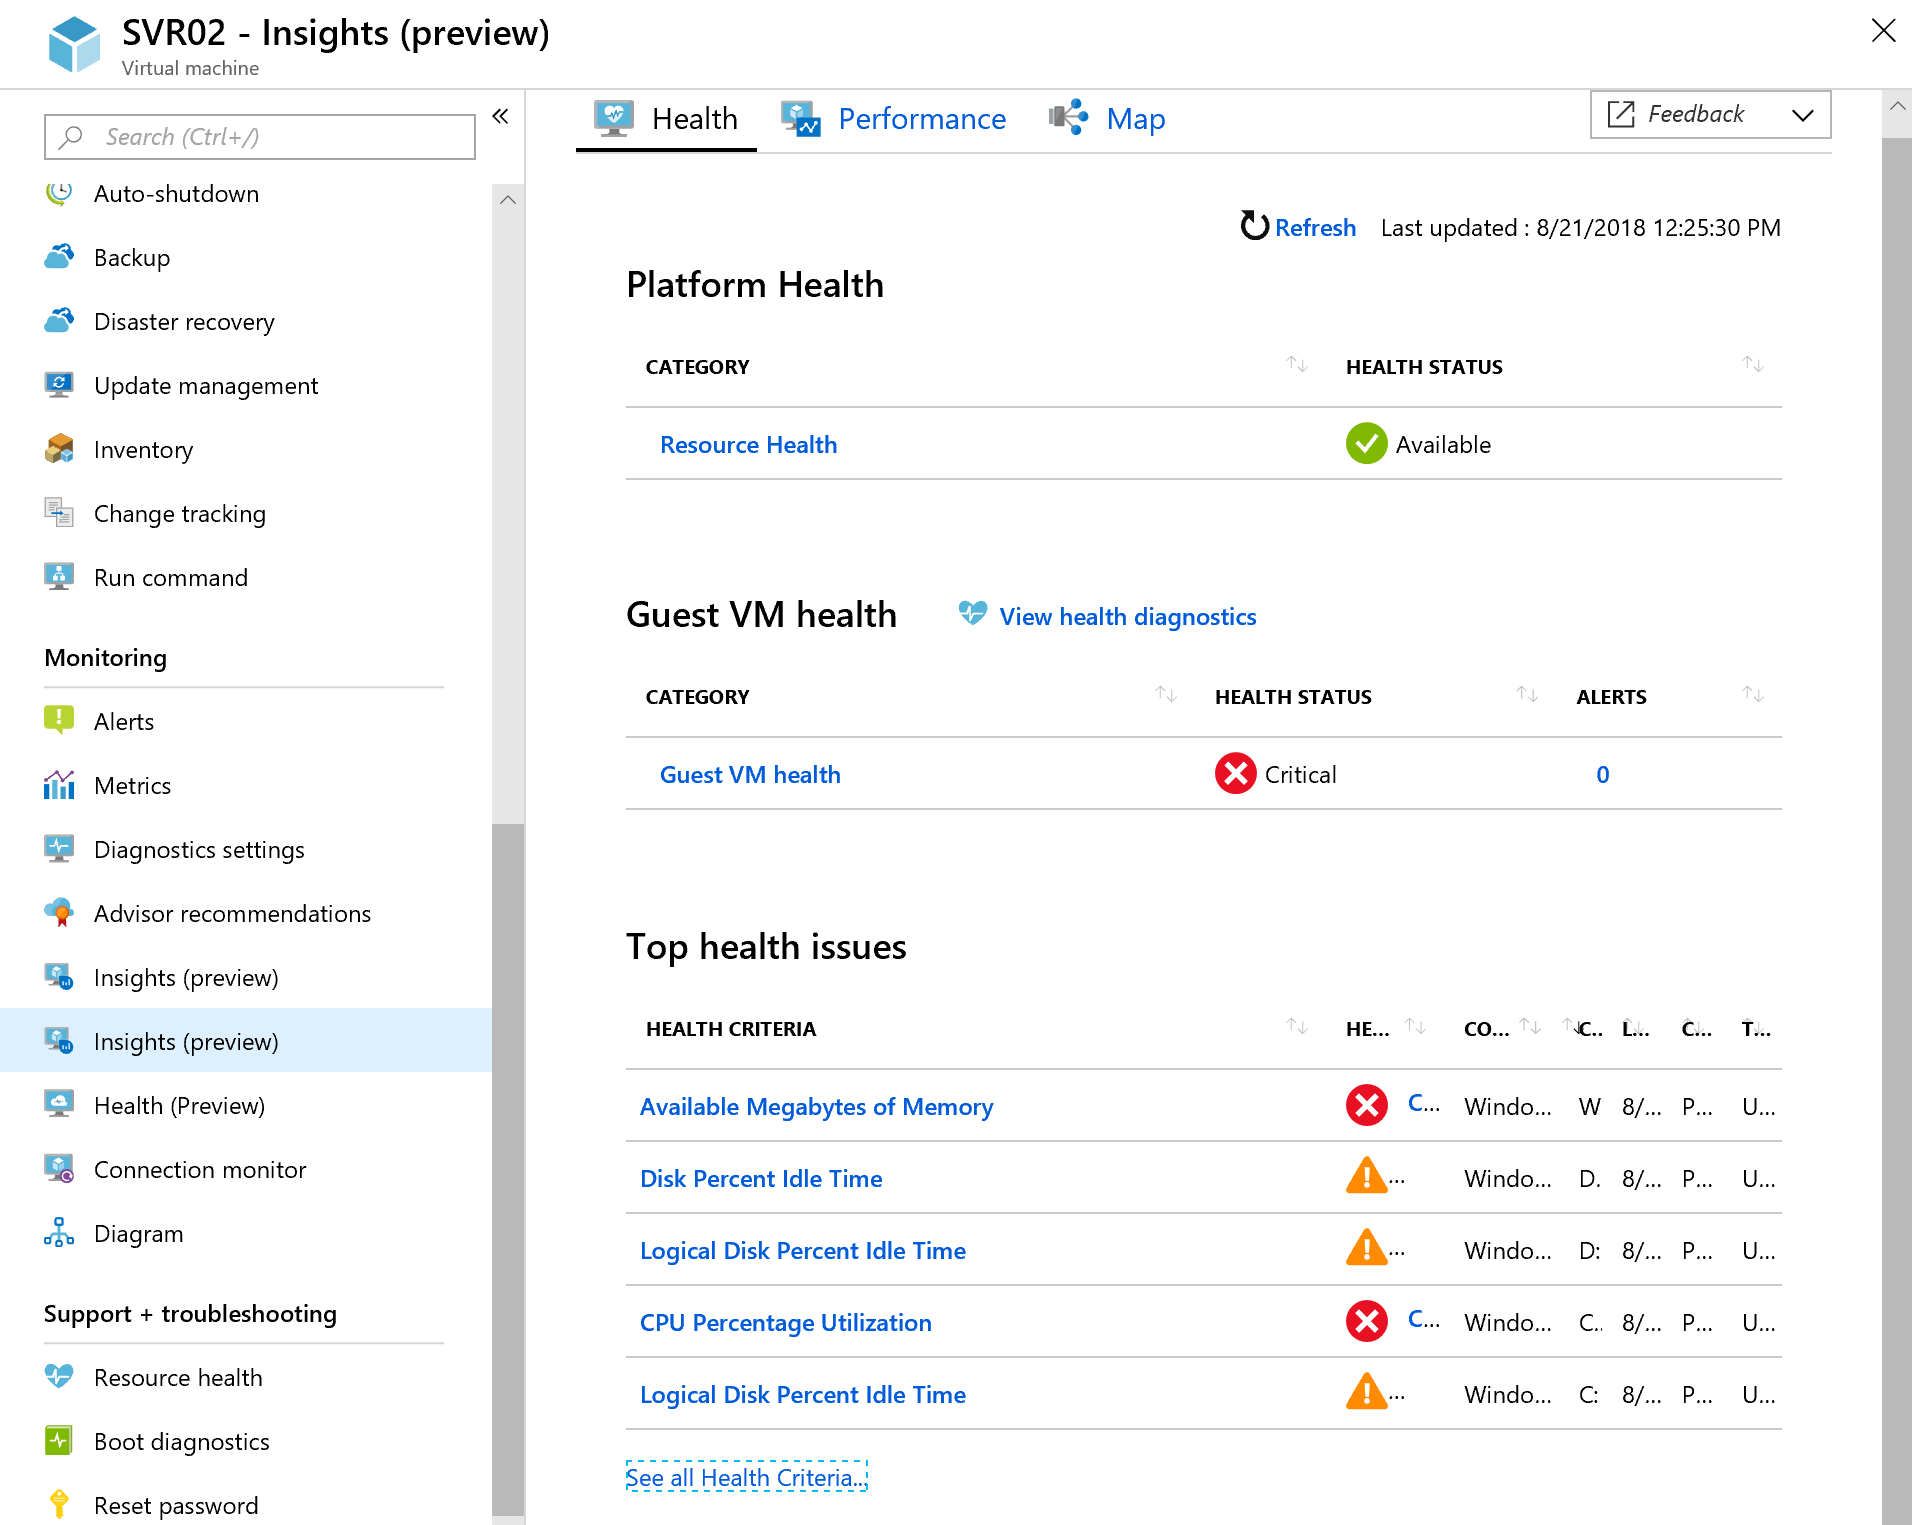 SVR02 - Insights (preview)
Virtual machine
Search (Ctrl+/)
Auto-shutdown
Backup
Disaster recovery
Update management
Inventory
Change tracking
Run command
Monitoring
Alerts
Metrics
Diagnostics settings
Advisor recommendations
Insights (preview)
Insights (preview)
Health (Preview)
Connection monitor
Diagram
Support + troubleshooting
Resource health
Boot diagnostics
Reset password
Health Performance Map
Feedback
Refresh Last updated : 8/21/2018 12:25:30 PM
Platform Health
CATEGORY HEALTH STATUS
Resource Health Available
Guest VM health View health diagnostics
CATEGORY HEALTH STATUS ALERTS
Guest VM health Critical 0
Top health issues
HEALTH CRITERIA HE... CO... C.. L... C... T...
Available Megabytes of Memory C... Windo... W 8/... P... U...
Disk Percent Idle Time ... Windo... D. 8/... P... U...
Logical Disk Percent Idle Time ... Windo... D: 8/... P... U...
CPU Percentage Utilization C... Windo... C.. 8/... P... U...
Logical Disk Percent Idle Time ... Windo... C: 8/... P... U...
See all Health Criteria...